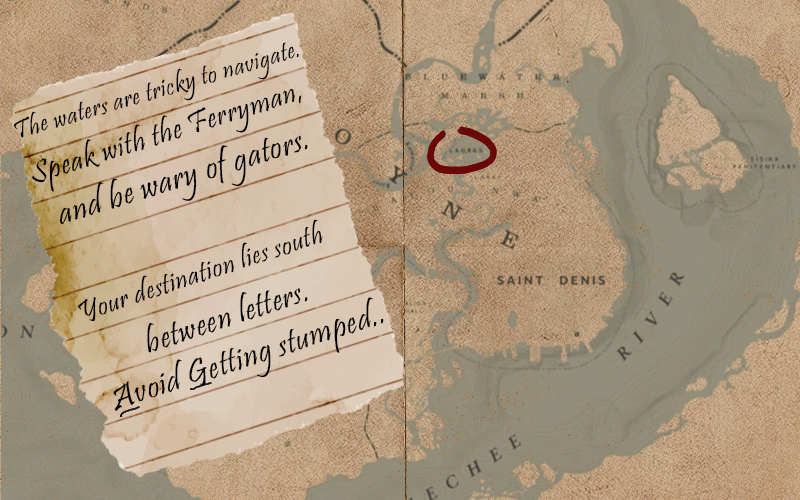 The waters are tricky to navigate.
Speak with the Ferryman,
and be wary of gators.
Your destination lies south
between letters.
Avoid Getting stumped..
BLUEWATER
MARSH
LAGRAS
O Y N E
SISIKA
PENITENTIARY
SAINT DENIS
RIVER
ECHEE
ON